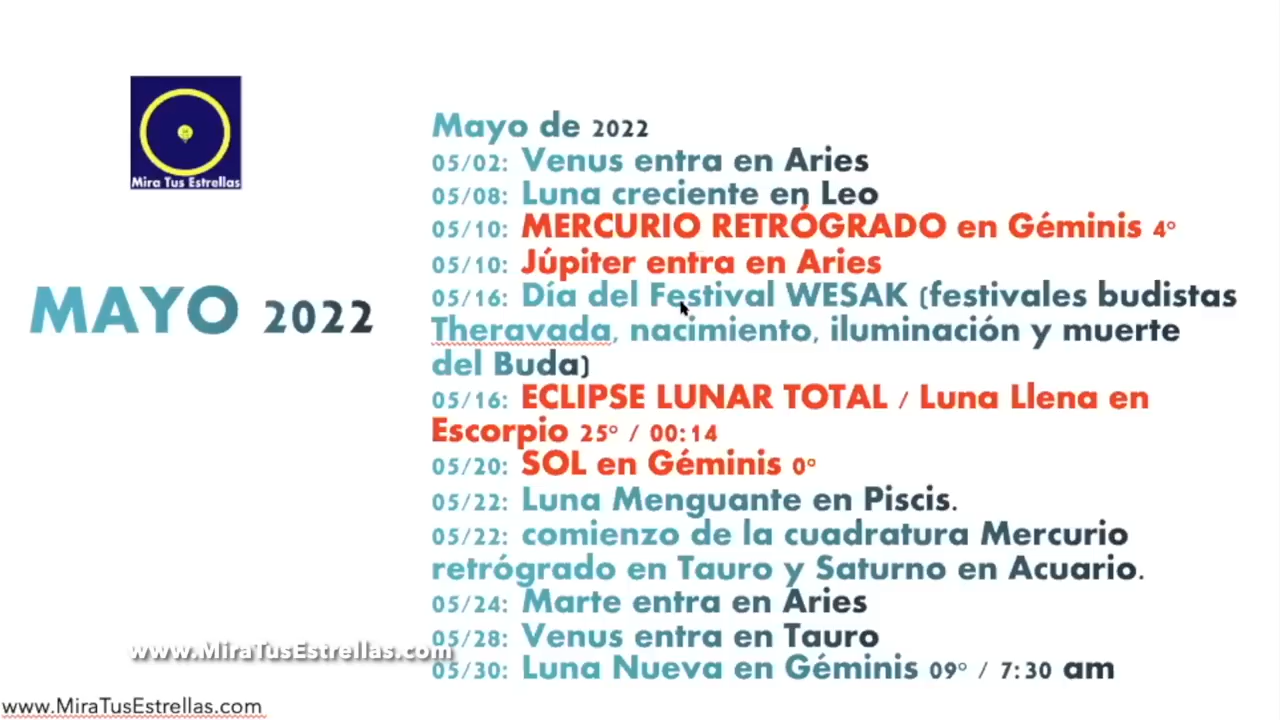 Mira Tus Estrellas
MAYO 2022
Mayo de 2022
05/02: Venus entra en Aries
05/08: Luna creciente en Leo
05/10: MERCURIO RETRÓGRADO en Géminis 4°
05/10: Júpiter entra en Aries
05/16: Día del Festival WESAK (festivales budistas
Theravada, nacimiento, iluminación y muerte
del Buda)
05/16: ECLIPSE LUNAR TOTAL / Luna Llena en
Escorpio 25° / 00:14
05/20: SOL en Géminis 0°
05/22: Luna Menguante en Piscis.
05/22: comienzo de la cuadratura Mercurio
retrógrado en Tauro y Saturno en Acuario.
05/24: Marte entra en Aries
05/28: Venus entra en Tauro
05/30: Luna Nueva en Géminis 09° / 7:30 am
www.MiraTusEstrellas.com
www.MiraTusEstrellas.com